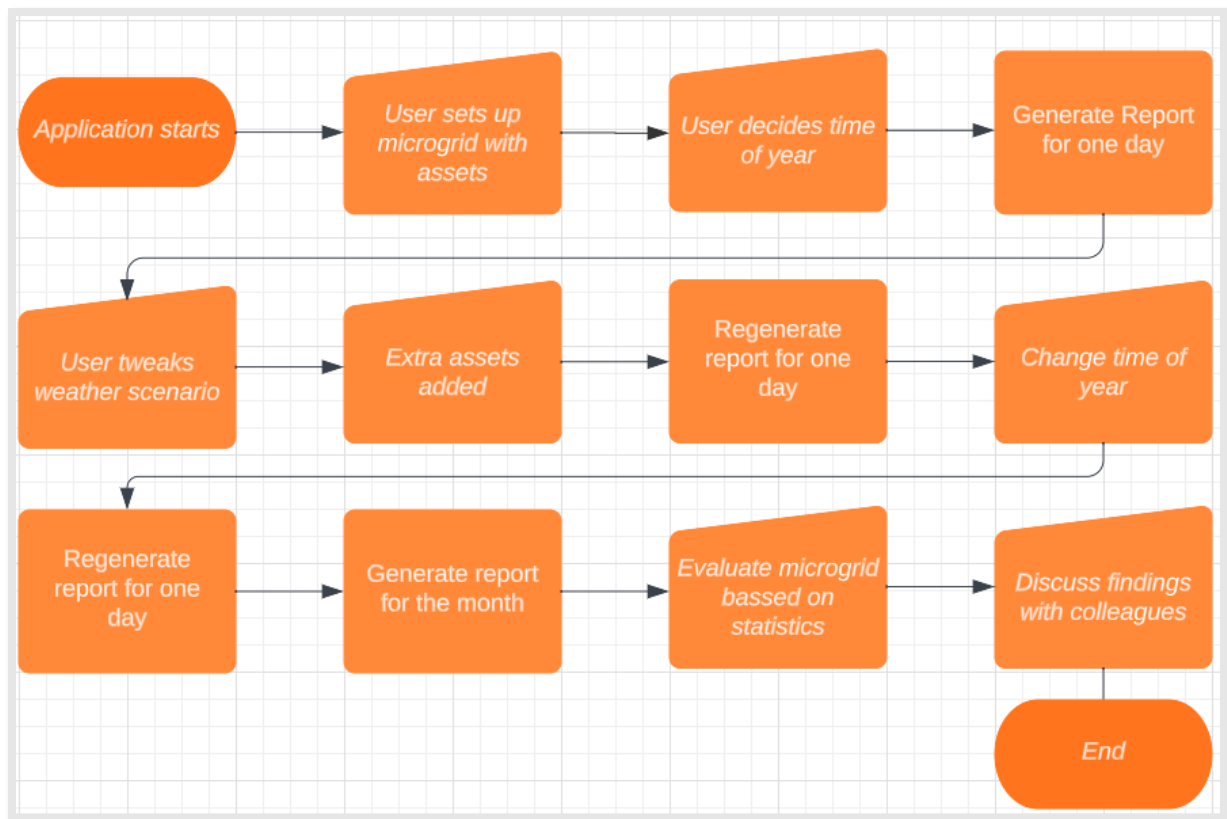 Application starts
User sets up
microgrid with
assets
User decides time
of year
Generate Report
for one day
User tweaks
weather scenario
Extra assets
added
Regenerate
report for one
day
Change time of
year
Regenerate
report for one
day
Generate report
for the month
Evaluate microgrid
bassed on
statistics
Discuss findings
with colleagues
End